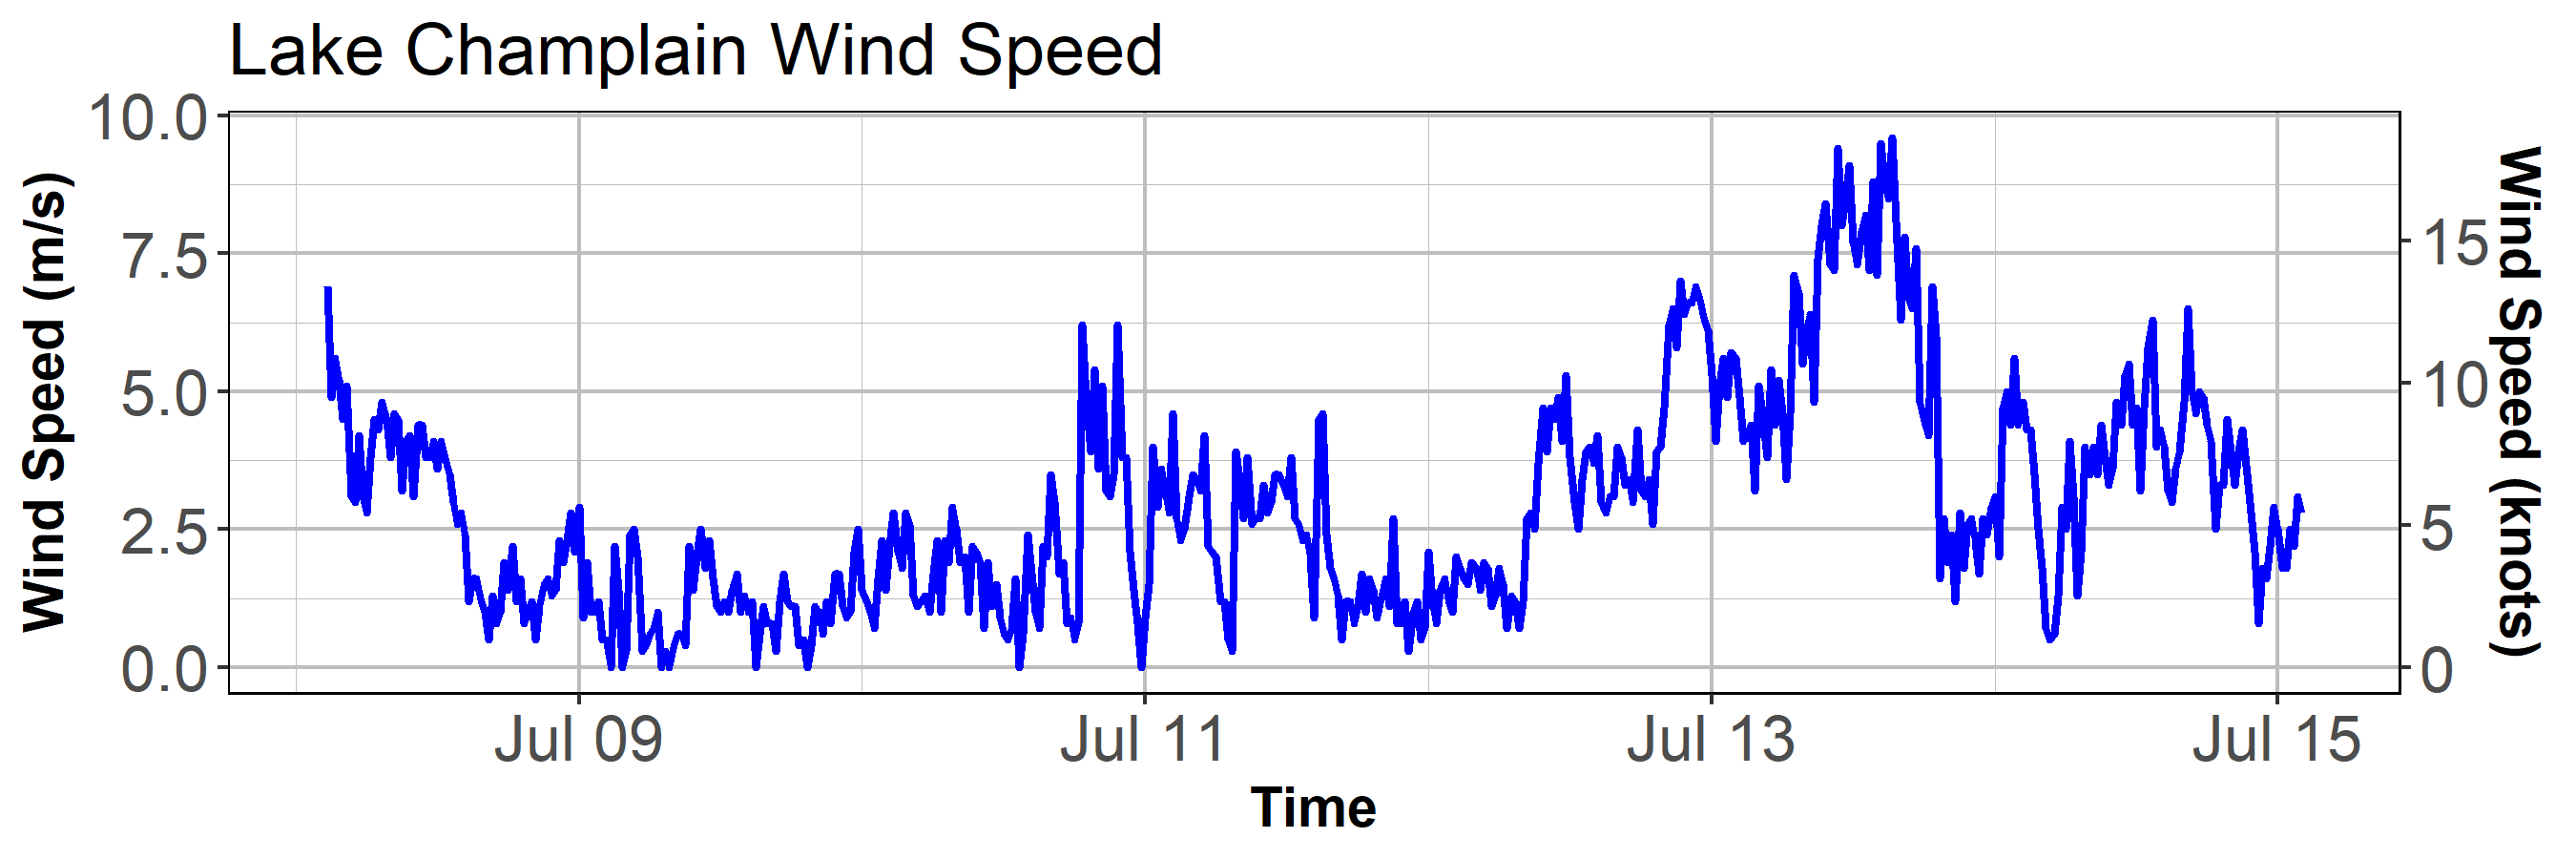 Lake Champlain Wind Speed
Wind Speed (m/s)
10.0
7.5
5.0
2.5
0.0
Wind Speed (knots)
15
10
5
0
Jul 09
Jul 11
Jul 13
Jul 15
Time